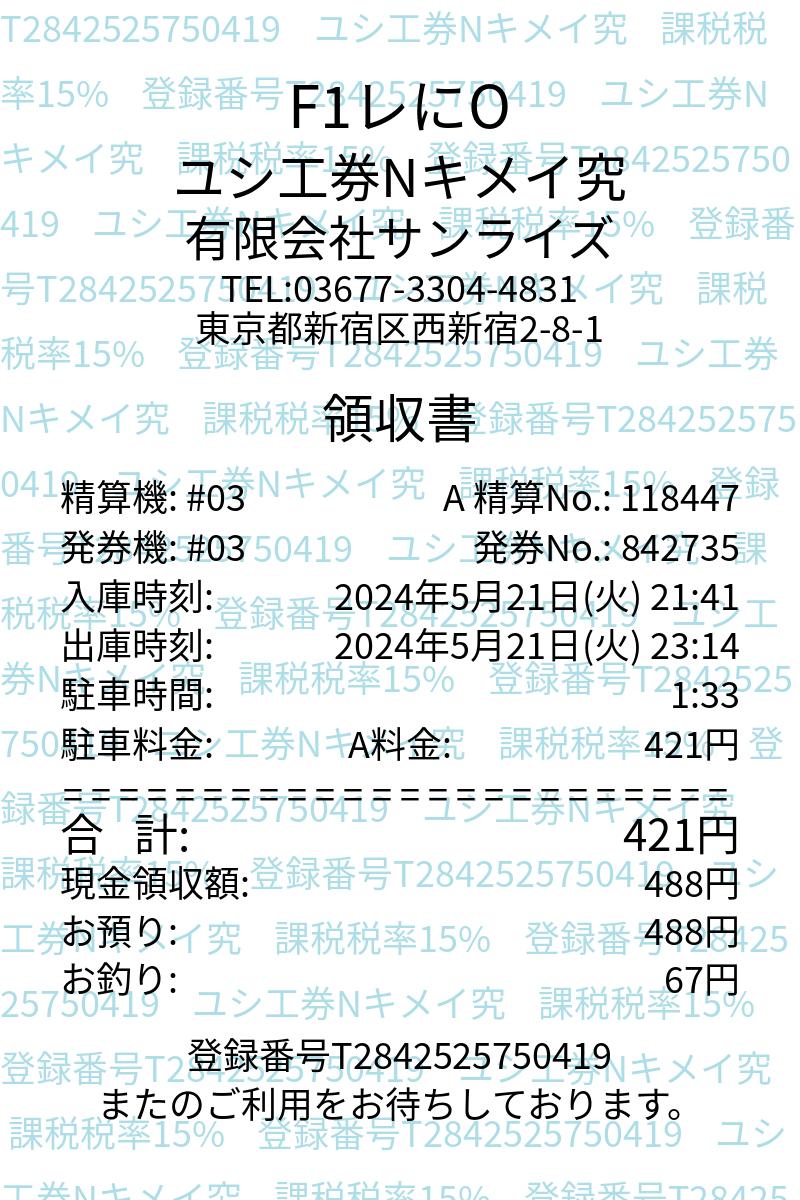 F1レにO
ユシ工券Nキメイ究
有限会社サンライズ
TEL:03677-3304-4831
東京都新宿区西新宿2-8-1
領収書
精算機: #03 A 精算No.: 118447
発券機: #03 発券No.: 842735
入庫時刻: 2024年5月21日(火) 21:41
出庫時刻: 2024年5月21日(火) 23:14
駐車時間: 1:33
駐車料金: A料金: 421円
========================
合 計: 421円
現金領収額: 488円
お預り: 488円
お釣り: 67円
登録番号T2842525750419
またのご利用をお待ちしております。